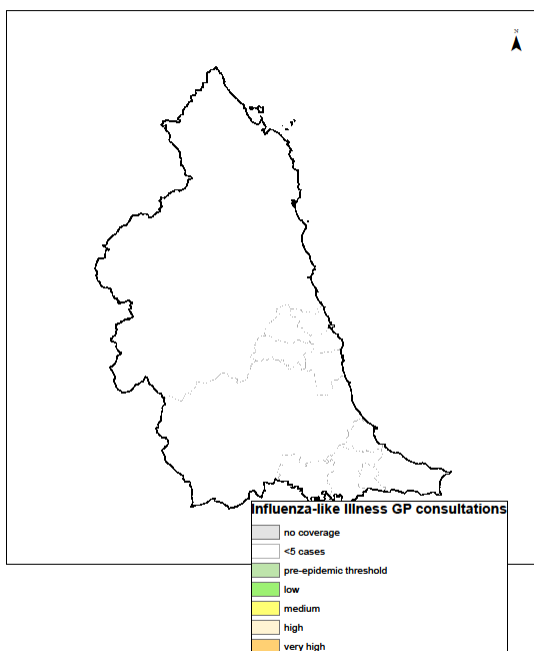 N
Influenza-like Illness GP consultations
no coverage
<5 cases
pre-epidemic threshold
low
medium
high
very high